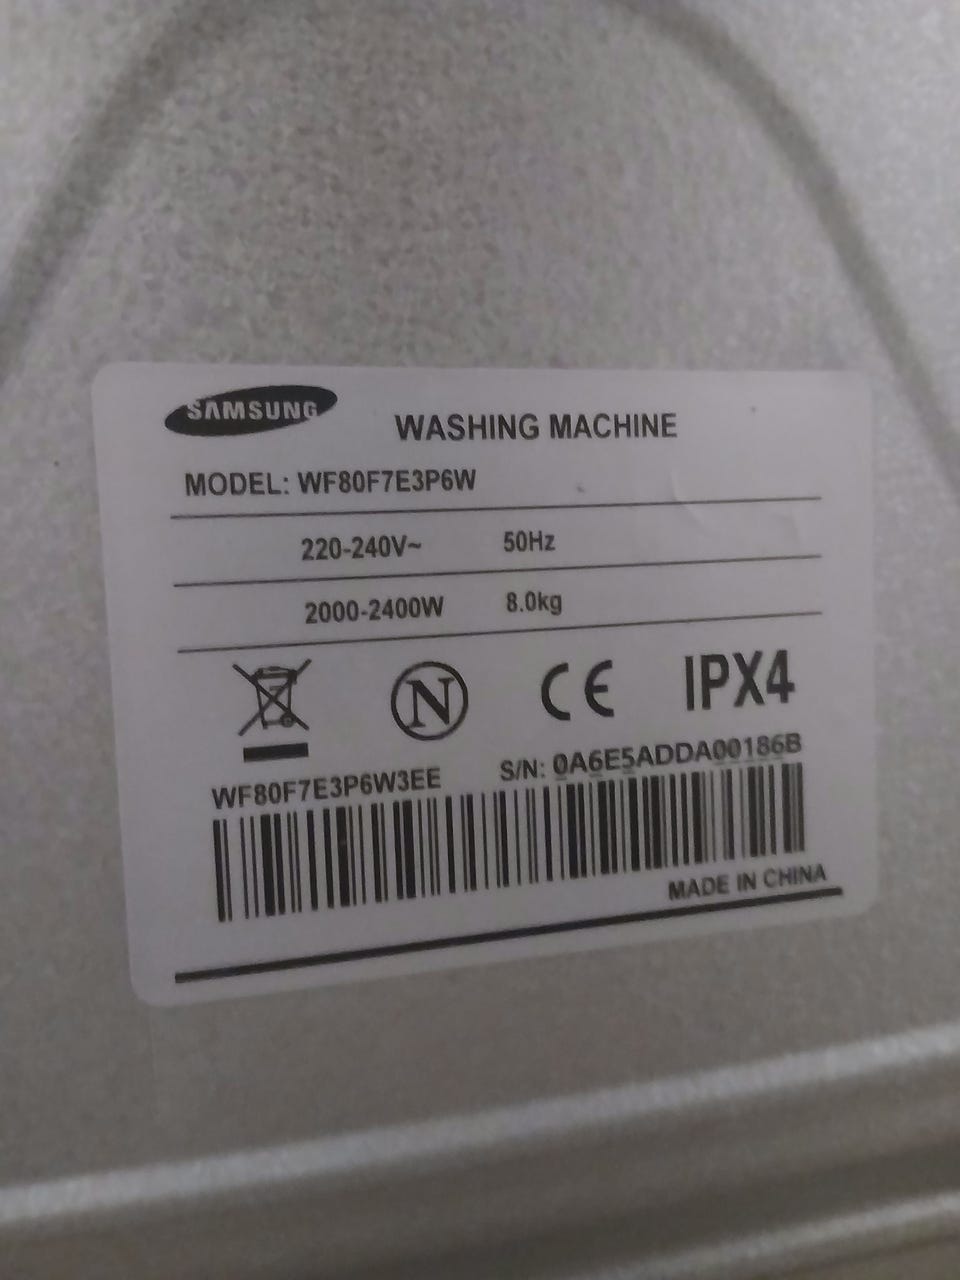 SAMSUNG
WASHING MACHINE
MODEL: WF80F7E3P6W
220-240V~ 50Hz
2000-2400W 8.0kg
N CE IPX4
WF80F7E3P6W3EE S/N: 0A6E5ADDA00186B
MADE IN CHINA